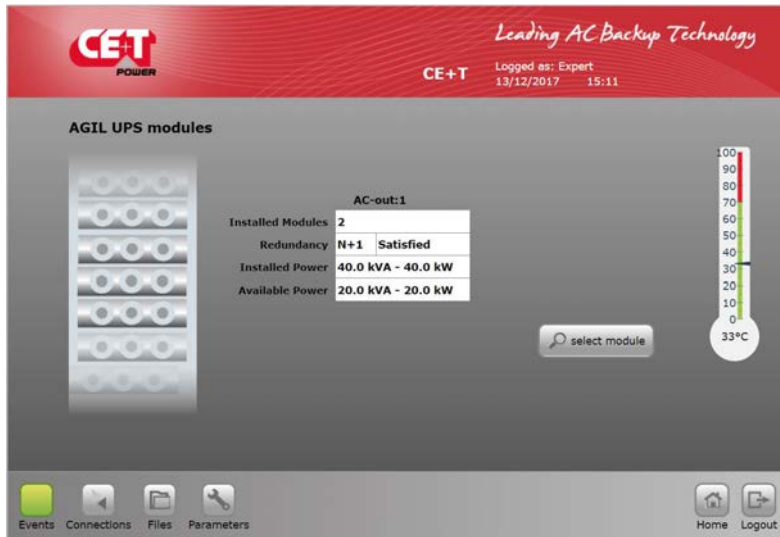 CE+T
POWER
Leading AC Backup Technology
CE+T
Logged as: Expert
13/12/2017 15:11
AGIL UPS modules
AC-out:1
Installed Modules 2
Redundancy N+1 Satisfied
Installed Power 40.0 kVA - 40.0 kW
Available Power 20.0 kVA - 20.0 kW
select module
100
90
80
70
60
50
40
30
20
10
0
33°C
Events Connections Files Parameters Home Logout